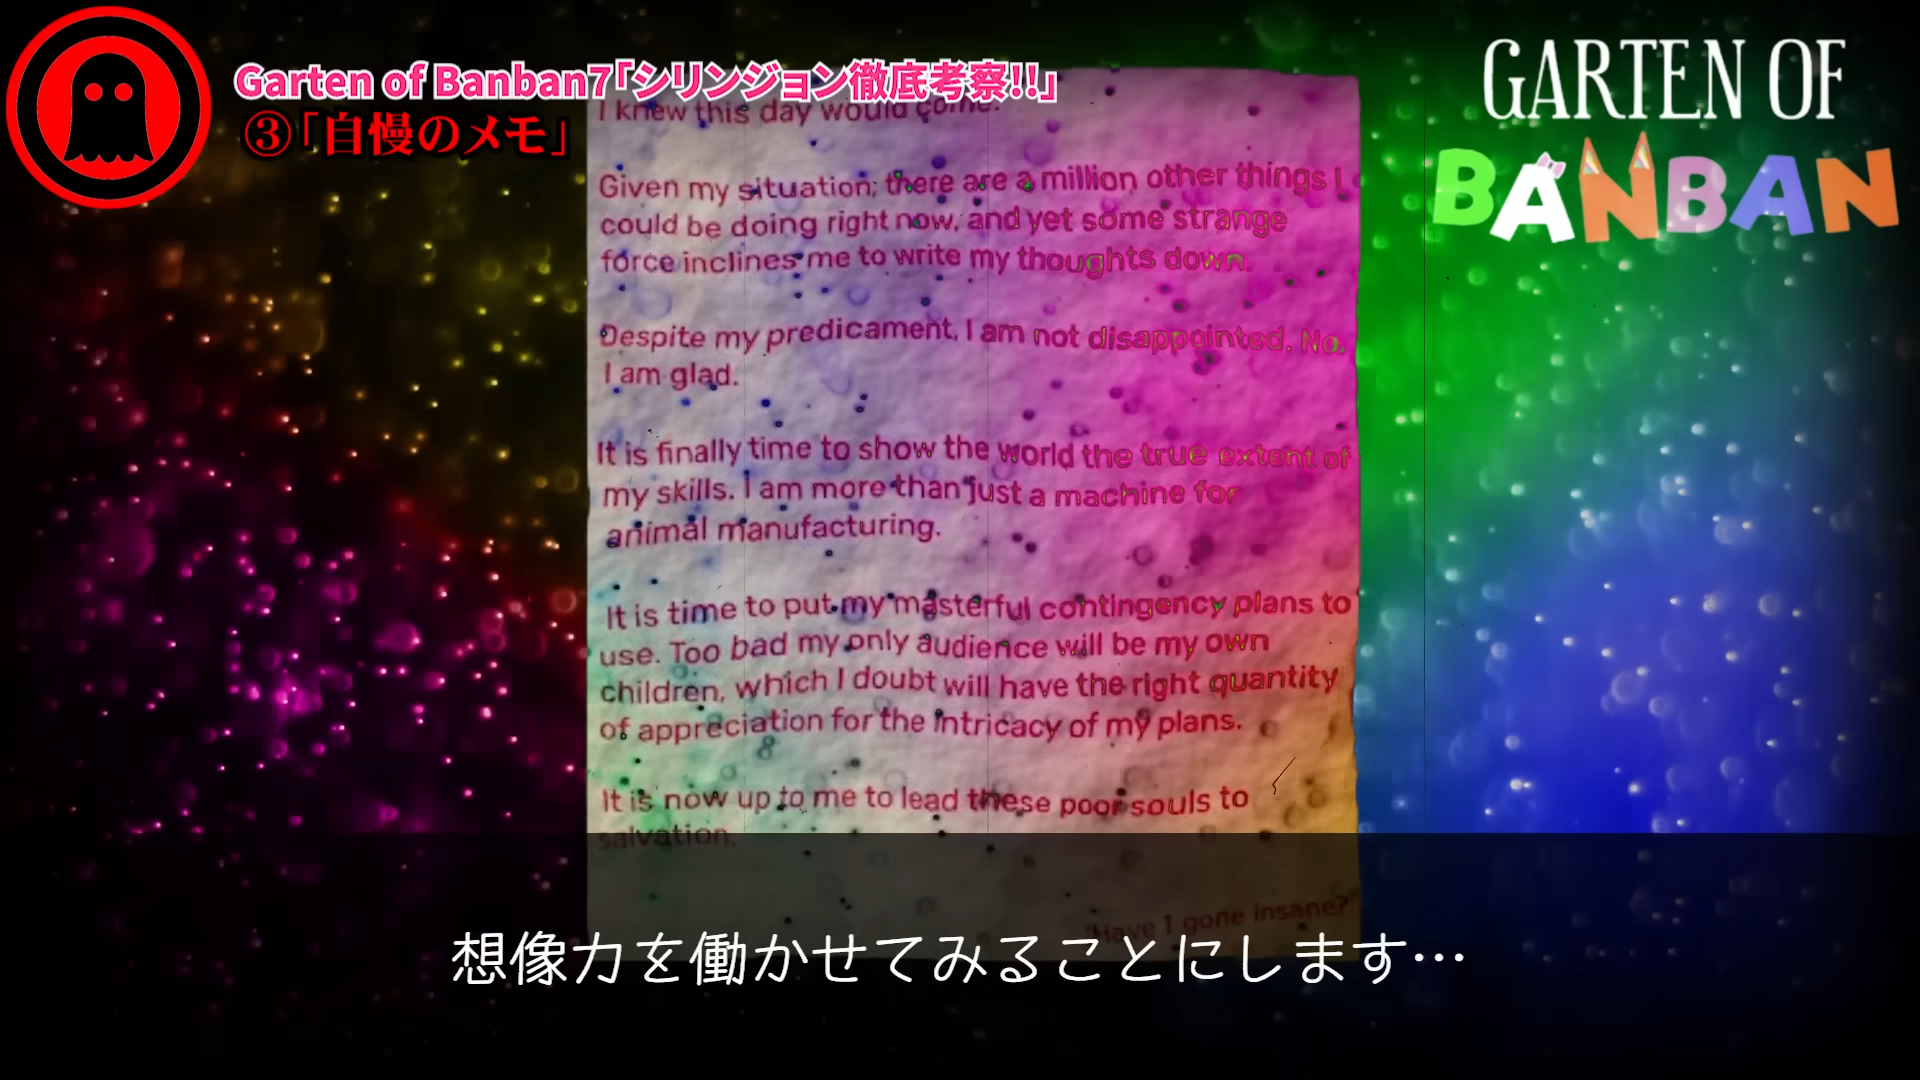 Garten of Banban7「シリンジョン徹底考察!!」
③「自慢のメモ」
GARTEN OF
BANBAN
I knew this day would come.
Given my situation; there are a million other things I
could be doing right now, and yet some strange
force inclines me to write my thoughts down.
Despite my predicament, I am not disappointed. No.
I am glad.
It is finally time to show the world the true extent of
my skills. I am more than just a machine for
animal manufacturing.
It is time to put my masterful contingency plans to
use. Too bad my only audience will be my own
children, which I doubt will have the right quantity
of appreciation for the intricacy of my plans.
It is now up to me to lead these poor souls to
salvation.
"Have I gone insane?"
想像力を働かせてみることにします…